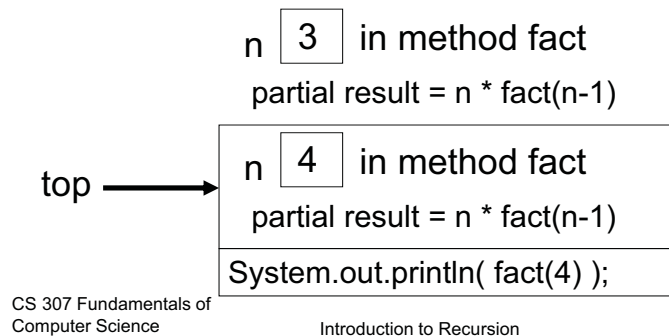 n 3 in method fact
partial result = n * fact(n-1)
n 4 in method fact
top
partial result = n * fact(n-1)
System.out.println( fact(4) );
CS 307 Fundamentals of
Computer Science
Introduction to Recursion